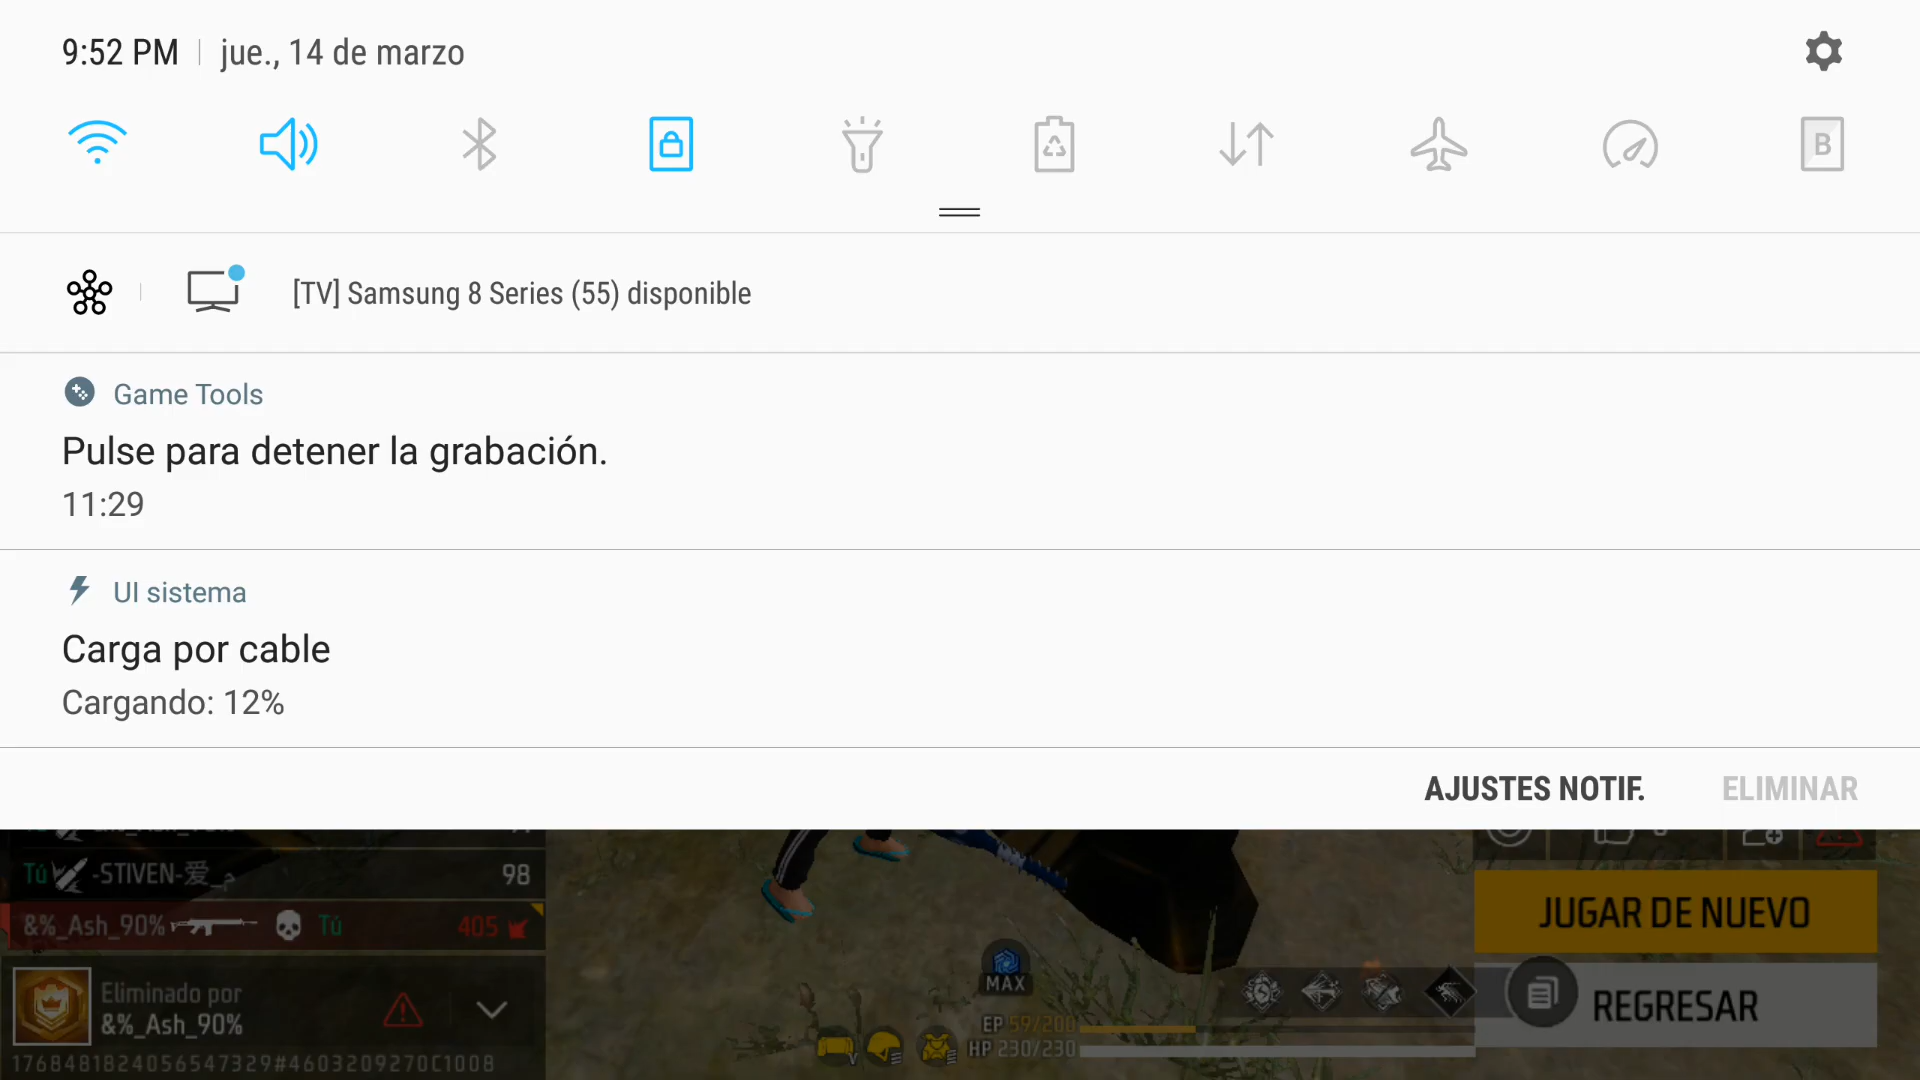 9:52 PM jue., 14 de marzo
B
[TV] Samsung 8 Series (55) disponible
Game Tools
Pulse para detener la grabación.
11:29
UI sistema
Carga por cable
Cargando: 12%
AJUSTES NOTIF. ELIMINAR
Tú -STIVEN-爱 98
&%_Ash_90% Tú 405
Eliminado por
&%_Ash_90%
1768481824056547329#4603209270C1008
MAX
EP 59/200
HP 230/230
JUGAR DE NUEVO
REGRESAR